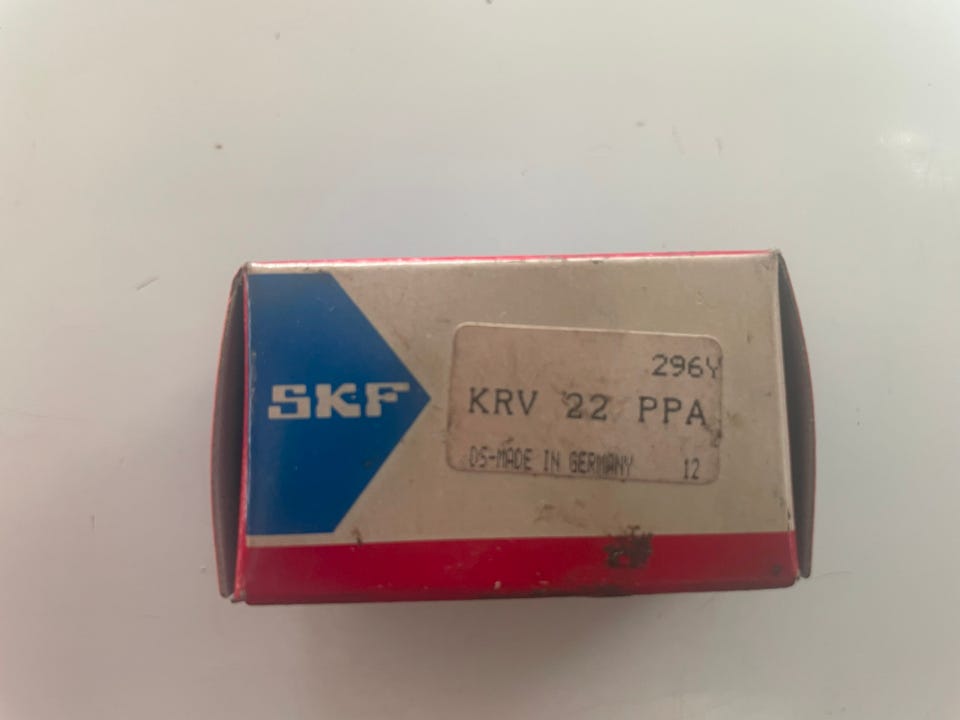 SKF
296Y
KRV 22 PPA
DS-MADE IN GERMANY 12